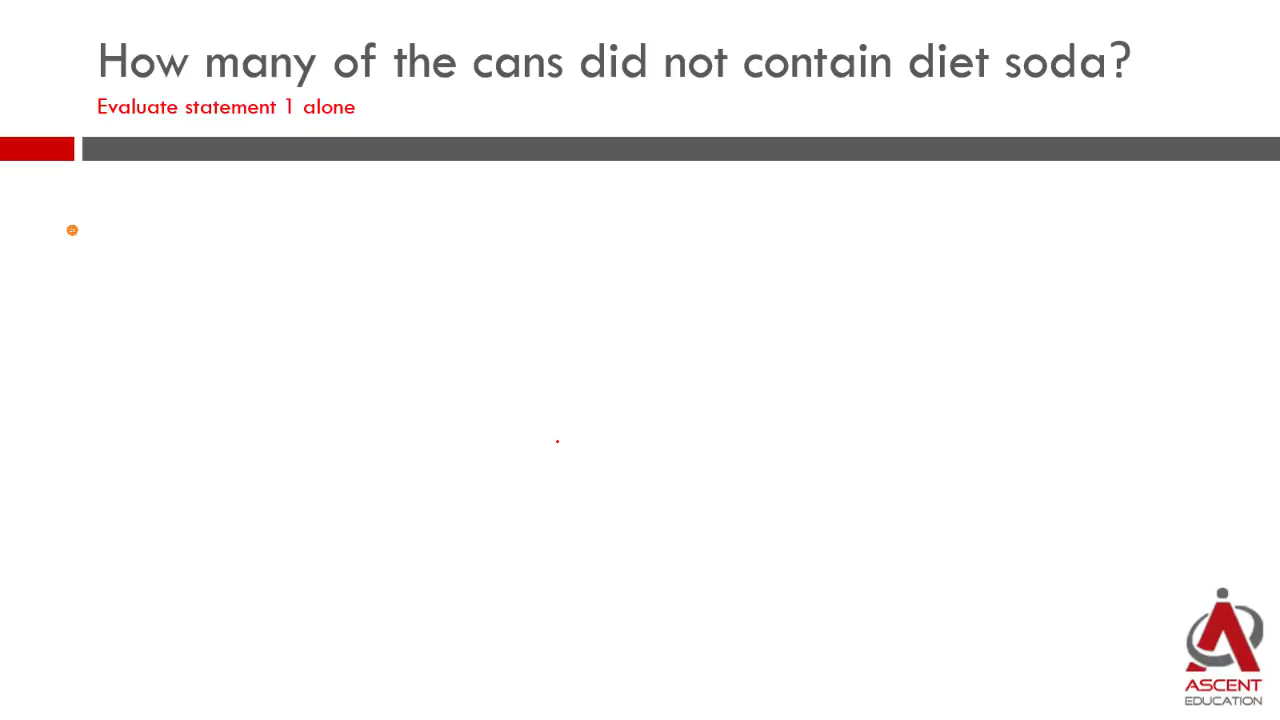 How many of the cans did not contain diet soda?
Evaluate statement 1 alone
ASCENT
EDUCATION